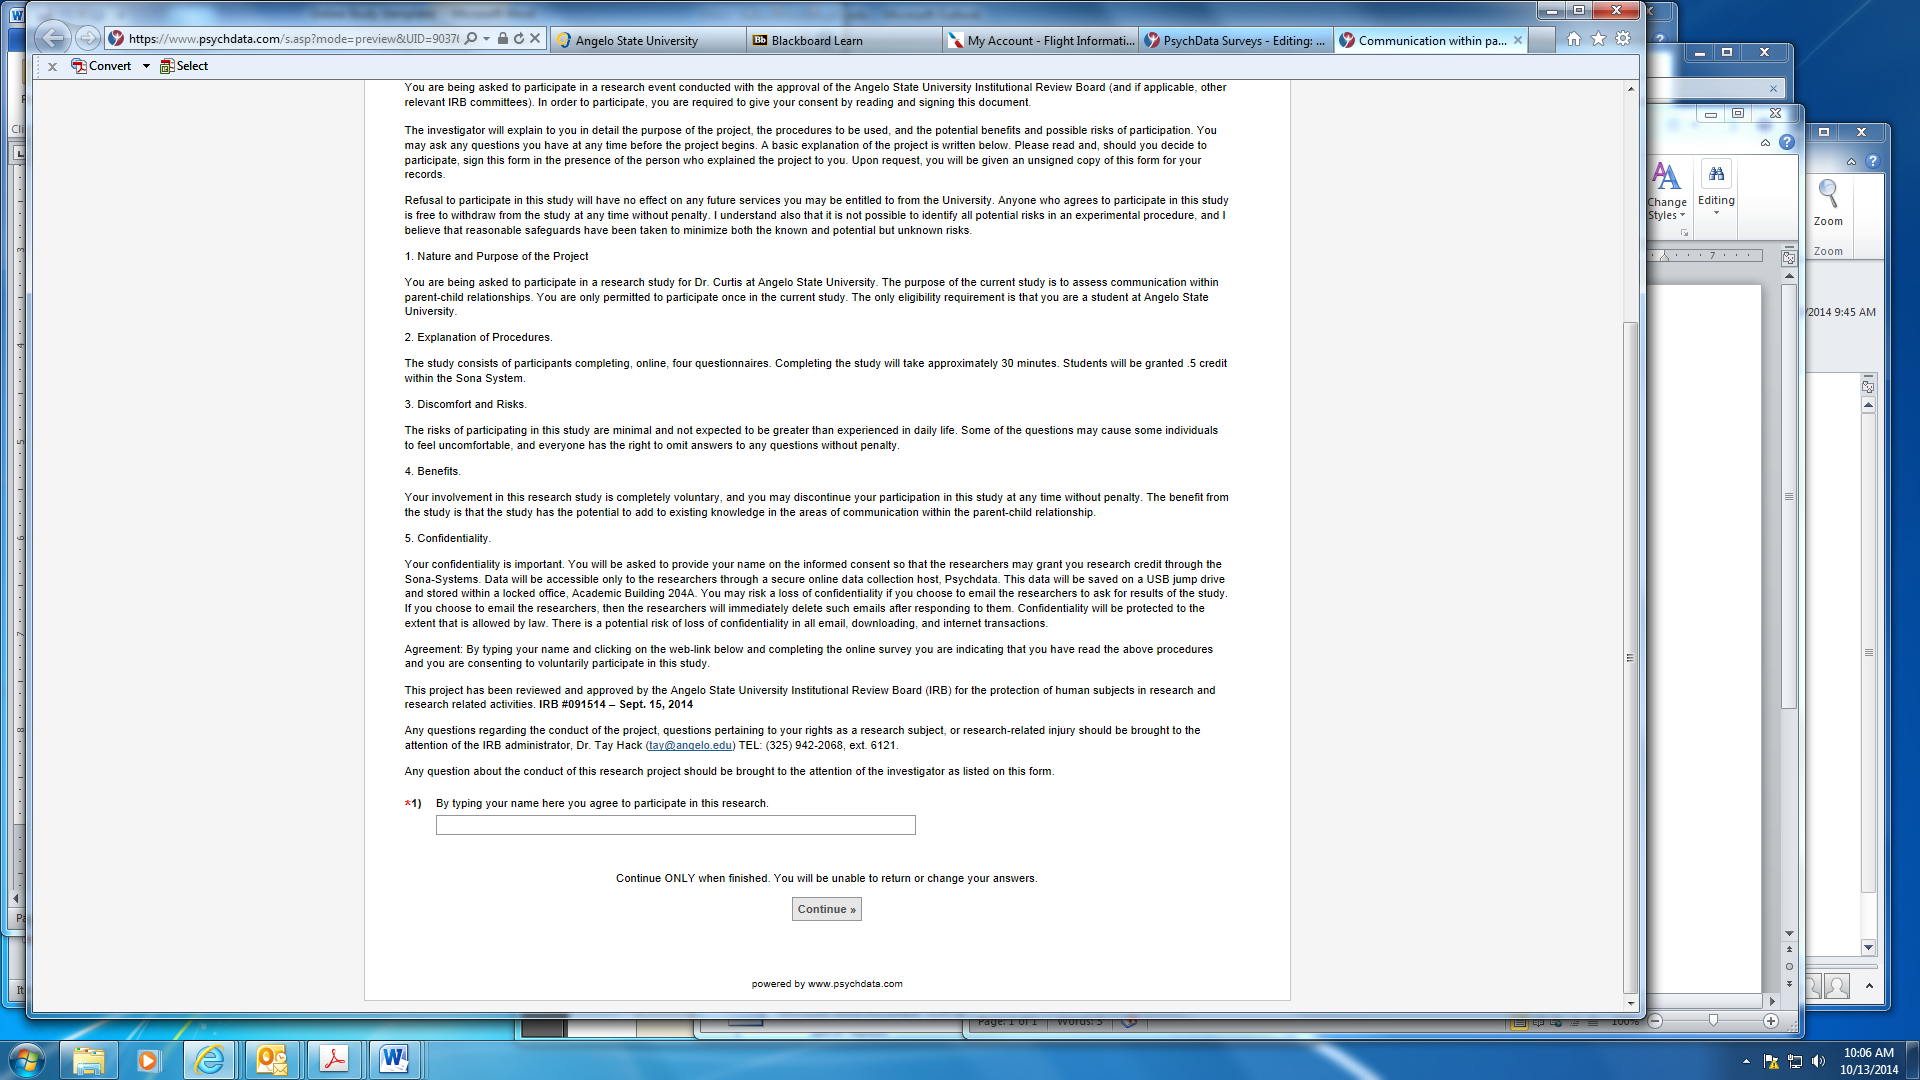 https://www.psychdata.com/s.asp?mode=preview&UID=9037
Angelo State University
Blackboard Learn
My Account - Flight Informati...
PsychData Surveys - Editing: ...
Communication within pa...
Convert
Select
You are being asked to participate in a research event conducted with the approval of the Angelo State University Institutional Review Board (and if applicable, other
relevant IRB committees). In order to participate, you are required to give your consent by reading and signing this document.
The investigator will explain to you in detail the purpose of the project, the procedures to be used, and the potential benefits and possible risks of participation. You
may ask any questions you have at any time before the project begins. A basic explanation of the project is written below. Please read and, should you decide to
participate, sign this form in the presence of the person who explained the project to you. Upon request, you will be given an unsigned copy of this form for your
records.
Refusal to participate in this study will have no effect on any future services you may be entitled to from the University. Anyone who agrees to participate in this study
is free to withdraw from the study at any time without penalty. I understand also that it is not possible to identify all potential risks in an experimental procedure, and I
believe that reasonable safeguards have been taken to minimize both the known and potential but unknown risks.
1. Nature and Purpose of the Project
You are being asked to participate in a research study for Dr. Curtis at Angelo State University. The purpose of the current study is to assess communication within
parent-child relationships. You are only permitted to participate once in the current study. The only eligibility requirement is that you are a student at Angelo State
University.
2. Explanation of Procedures.
The study consists of participants completing, online, four questionnaires. Completing the study will take approximately 30 minutes. Students will be granted .5 credit
within the Sona System.
3. Discomfort and Risks.
The risks of participating in this study are minimal and not expected to be greater than experienced in daily life. Some of the questions may cause some individuals
to feel uncomfortable, and everyone has the right to omit answers to any questions without penalty.
4. Benefits.
Your involvement in this research study is completely voluntary, and you may discontinue your participation in this study at any time without penalty. The benefit from
the study is that the study has the potential to add to existing knowledge in the areas of communication within the parent-child relationship.
5. Confidentiality.
Your confidentiality is important. You will be asked to provide your name on the informed consent so that the researchers may grant you research credit through the
Sona-Systems. Data will be accessible only to the researchers through a secure online data collection host, Psychdata. This data will be saved on a USB jump drive
and stored within a locked office, Academic Building 204A. You may risk a loss of confidentiality if you choose to email the researchers to ask for results of the study.
If you choose to email the researchers, then the researchers will immediately delete such emails after responding to them. Confidentiality will be protected to the
extent that is allowed by law. There is a potential risk of loss of confidentiality in all email, downloading, and internet transactions.
Agreement: By typing your name and clicking on the web-link below and completing the online survey you are indicating that you have read the above procedures
and you are consenting to voluntarily participate in this study.
This project has been reviewed and approved by the Angelo State University Institutional Review Board (IRB) for the protection of human subjects in research and
research related activities. IRB #091514 – Sept. 15, 2014
Any questions regarding the conduct of the project, questions pertaining to your rights as a research subject, or research-related injury should be brought to the
attention of the IRB administrator, Dr. Tay Hack (tay@angelo.edu) TEL: (325) 942-2068, ext. 6121.
Any question about the conduct of this research project should be brought to the attention of the investigator as listed on this form.
*1) By typing your name here you agree to participate in this research.
Continue ONLY when finished. You will be unable to return or change your answers.
Continue »
powered by www.psychdata.com
Change
Styles
Editing
Zoom
Zoom
7
/2014 9:45 AM
Page: 1 of 1
Words: 5
100%
10:06 AM
10/13/2014